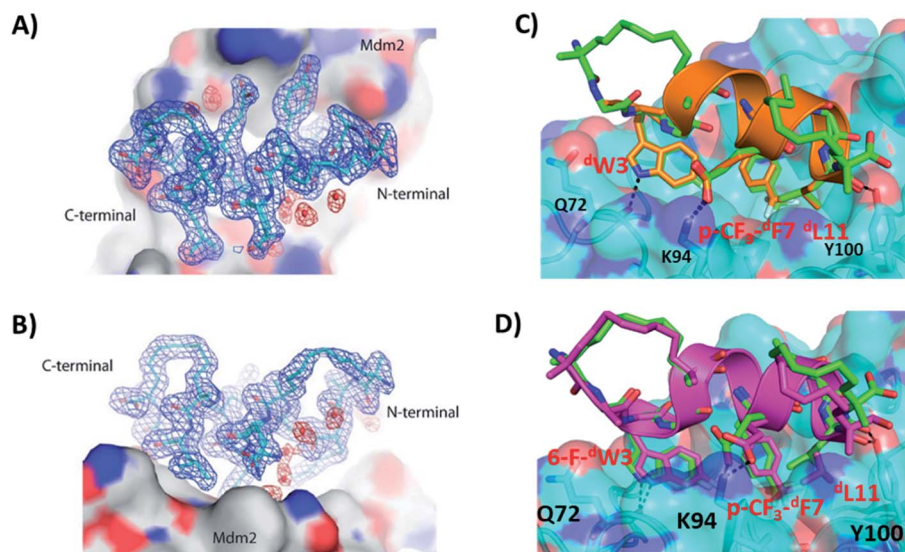 A)
Mdm2
N-terminal
C-terminal
B)
C-terminal
N-terminal
Mdm2
C)
ᵈW3
Q72
p-CF₃-ᵈF7 ᵈL11
K94
Y100
D)
6-F-ᵈW3
ᵈL11
Q72
K94
p-CF₃-ᵈF7
Y100